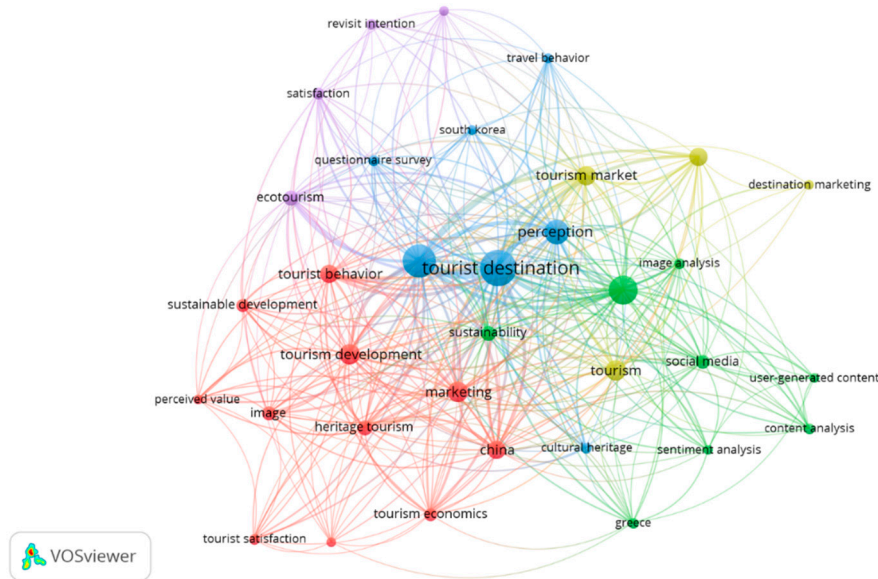 revisit intention
travel behavior
satisfaction
south korea
questionnaire survey
tourism market
destination marketing
ecotourism
perception
tourist behavior
tourist destination
image analysis
sustainable development
sustainability
tourism development
social media
tourism
user-generated content
marketing
perceived value
image
heritage tourism
content analysis
china
cultural heritage
sentiment analysis
tourism economics
greece
tourist satisfaction
VOSviewer